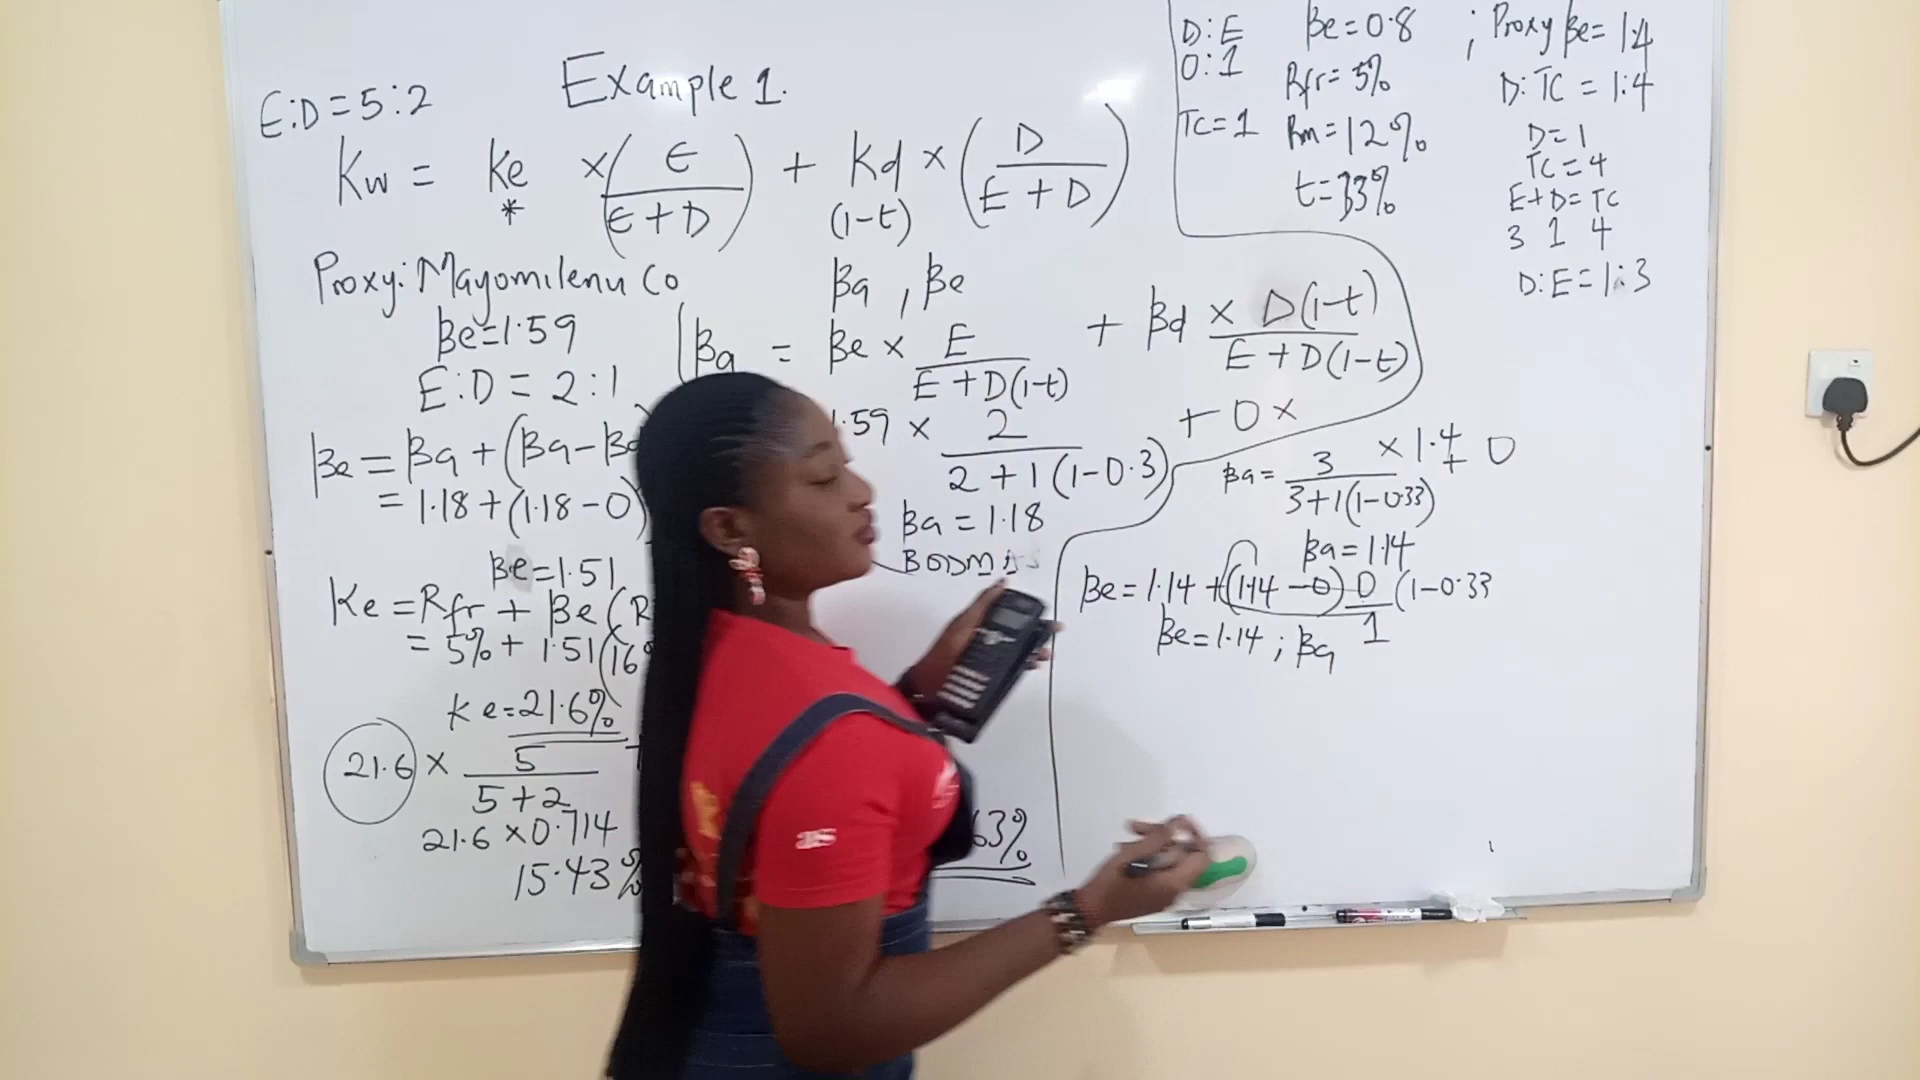 Example 1.
E:D = 5:2
Kw = Ke × (E / E + D) + Kd × (D / E + D)
* (1-t)
Proxy: Mayomilenu Co
βa , βe
βe = 1.59
E:D = 2:1
βa = βe × E / E + D(1-t) + βd × D(1-t) / E + D(1-t)
1.59 × 2 / 2 + 1(1-0.3) + 0 ×
βa = 1.18
BODMAS
βe = βa + (βa - βd
= 1.18 + (1.18 - 0)
βe = 1.51
Ke = Rfr + βe (R
= 5% + 1.51 (16
Ke = 21.6%
21.6 × 5 / 5 + 2 +
21.6 × 0.714
15.43%
63%
D:E
0:1
TC = 1
βe = 0.8
Rfr = 5%
Rm = 12%
t = 33%
; Proxy βe = 1.4
D:TC = 1:4
D = 1
TC = 4
E + D = TC
3 1 4
D:E = 1:3
βa = 3 / 3+1(1-0.33) × 1.4 + 0
βa = 1.14
βe = 1.14 + (1.14 - 0) 0 / 1 (1-0.33
βe = 1.14 ; βa
as